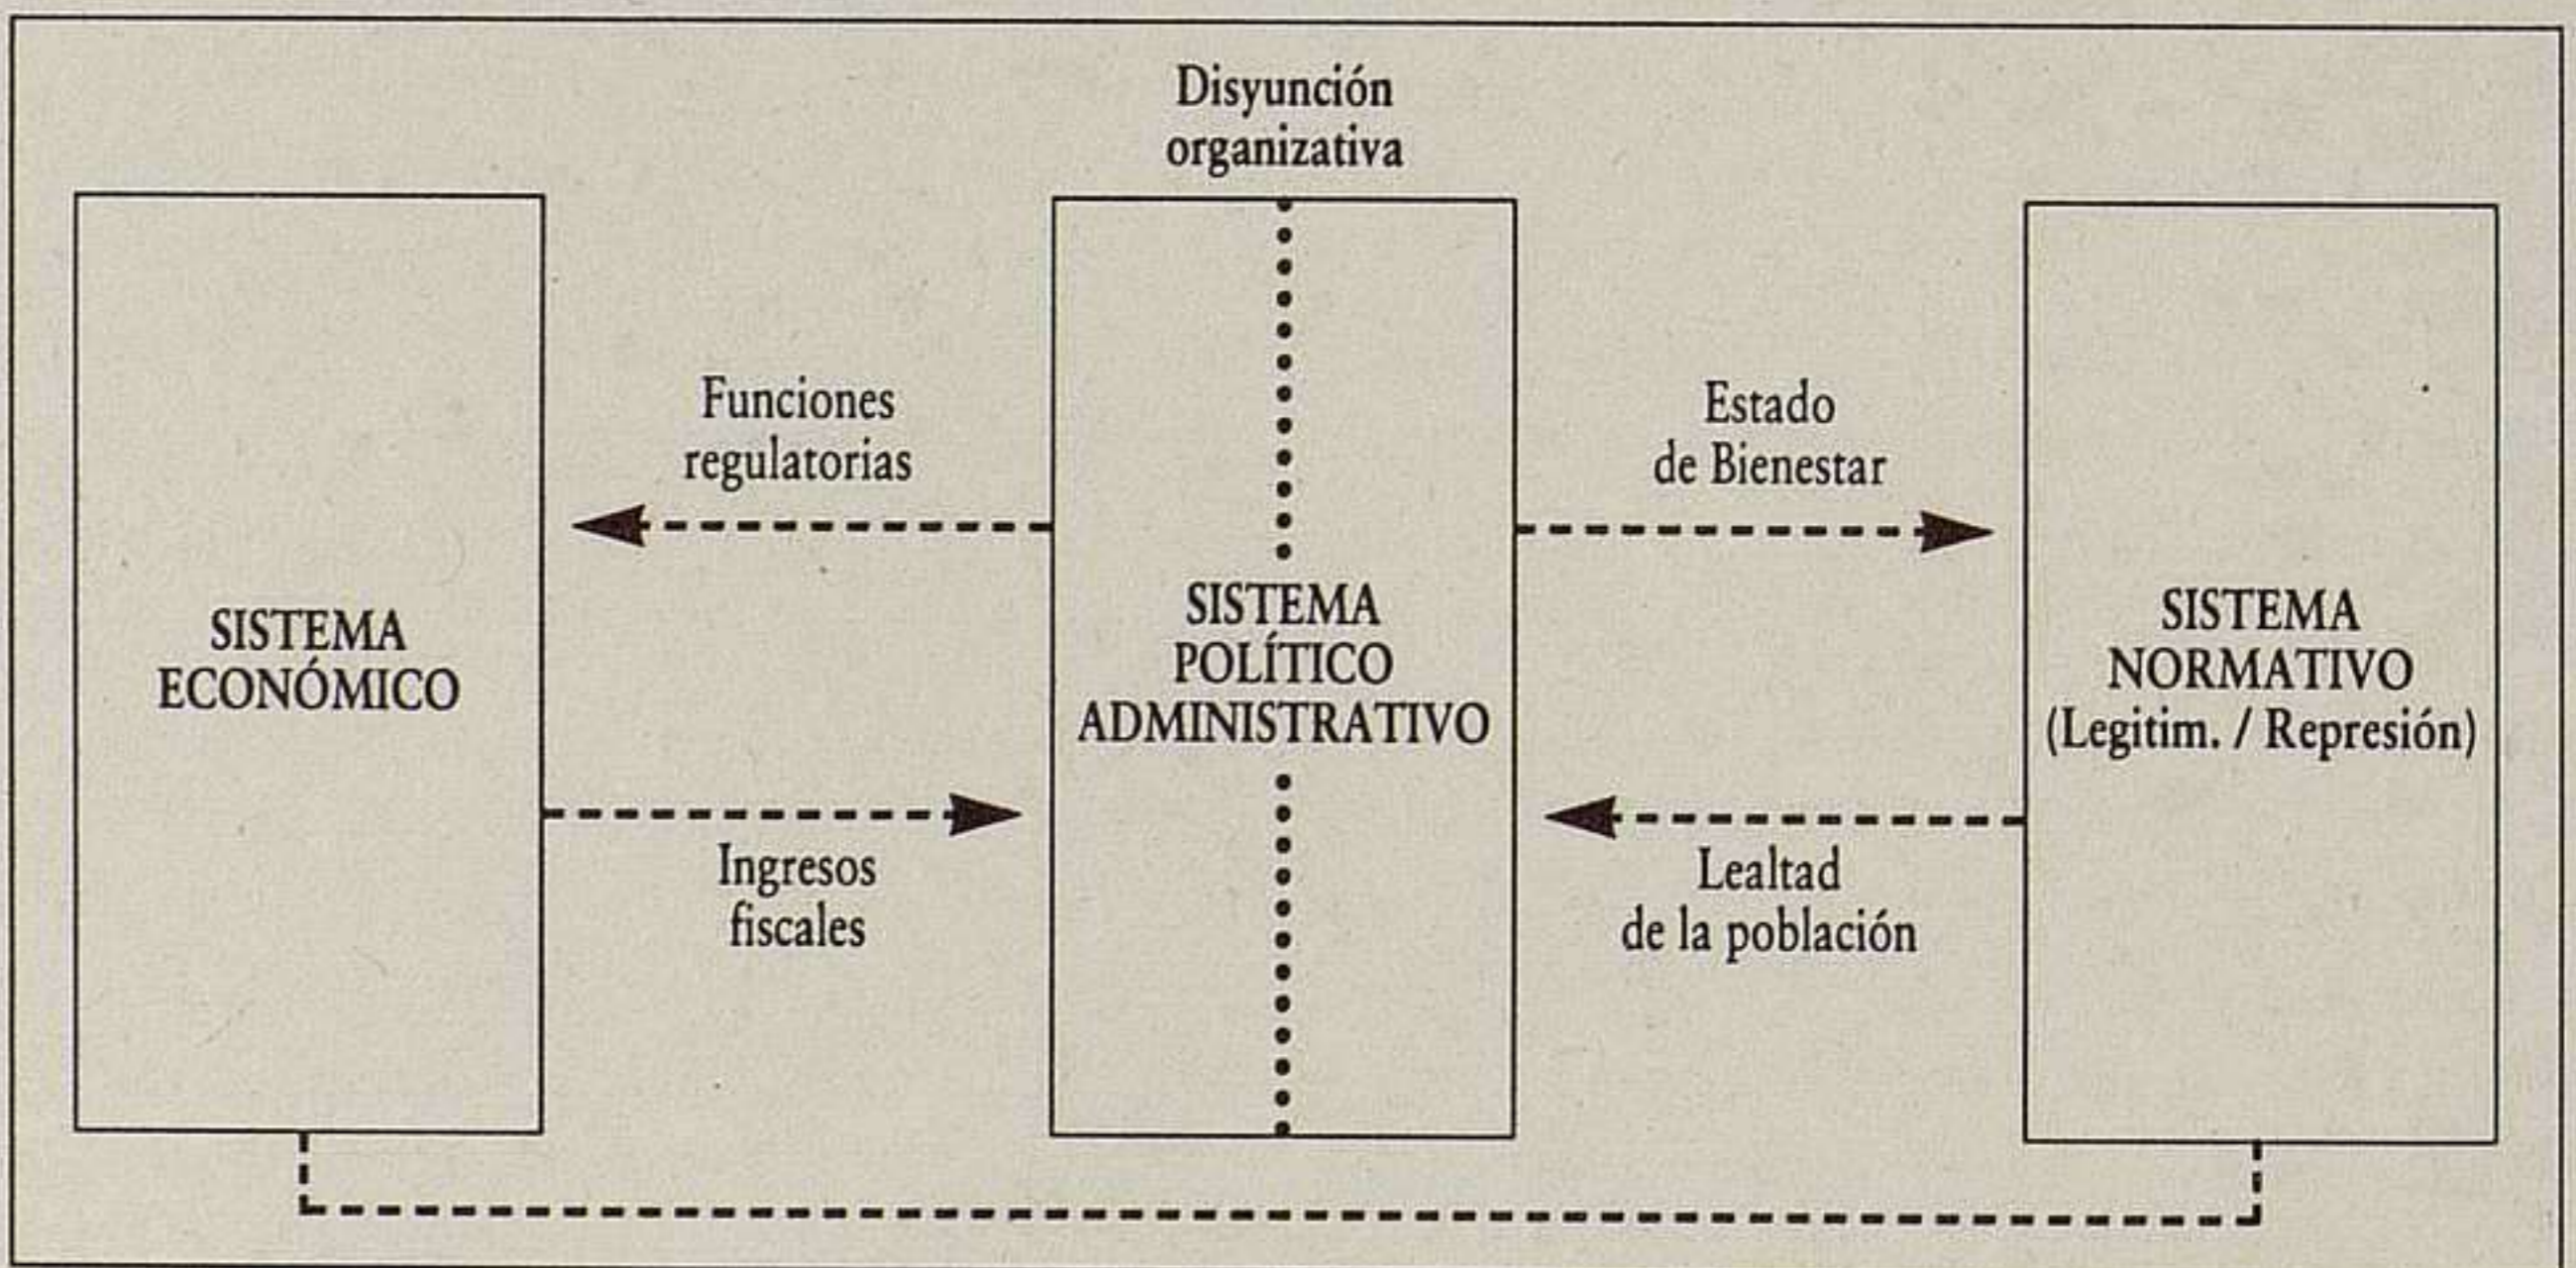 Disyunción
organizativa
Funciones
regulatorias
Estado
de Bienestar
SISTEMA
ECONÓMICO
SISTEMA
POLÍTICO
ADMINISTRATIVO
SISTEMA
NORMATIVO
(Legitim. / Represión)
Ingresos
fiscales
Lealtad
de la población